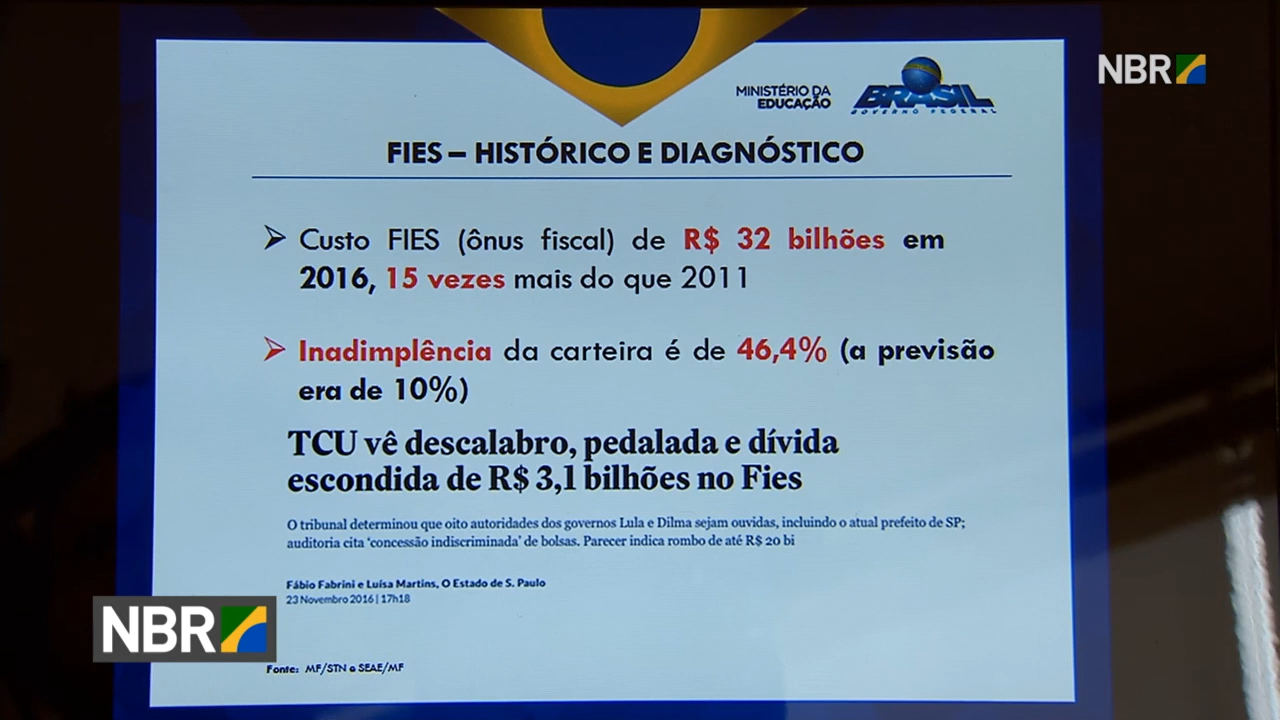 NBR
MINISTÉRIO DA
EDUCAÇÃO
BRASIL
GOVERNO FEDERAL
FIES – HISTÓRICO E DIAGNÓSTICO
➢ Custo FIES (ônus fiscal) de R$ 32 bilhões em
2016, 15 vezes mais do que 2011
➢ Inadimplência da carteira é de 46,4% (a previsão
era de 10%)
TCU vê descalabro, pedalada e dívida
escondida de R$ 3,1 bilhões no Fies
O tribunal determinou que oito autoridades dos governos Lula e Dilma sejam ouvidas, incluindo o atual prefeito de SP;
auditoria cita ‘concessão indiscriminada’ de bolsas. Parecer indica rombo de até R$ 20 bi
Fábio Fabrini e Luísa Martins, O Estado de S. Paulo
23 Novembro 2016 | 17h18
NBR
Fonte: MF/STN e SEAE/MF